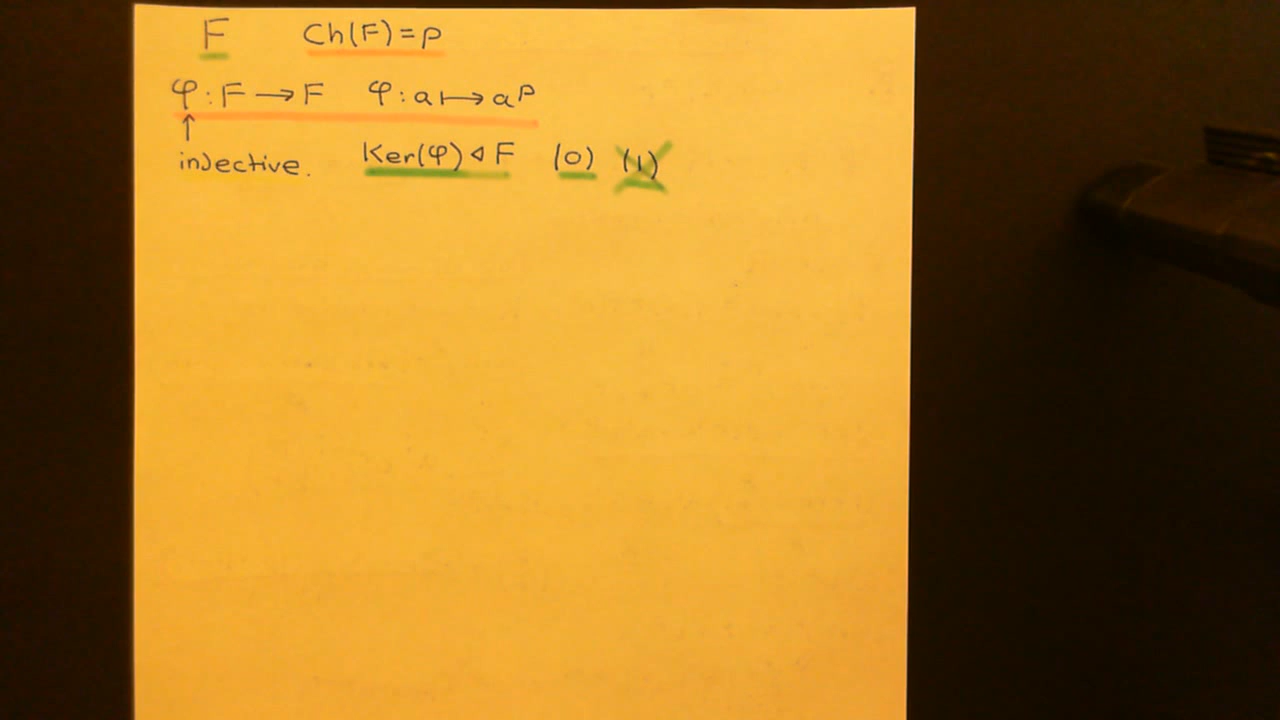 F Ch(F)=p
φ:F→F φ:a↦a^p
↑
injective. Ker(φ)◁F (0) (1)